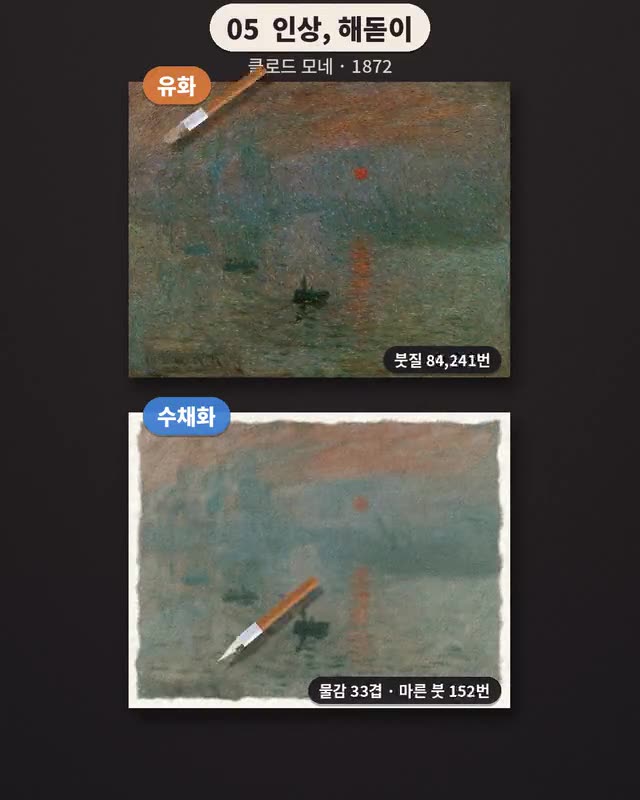 05 인상, 해돋이
클로드 모네 · 1872
유화
붓질 84,241번
수채화
물감 33겹 · 마른 붓 152번